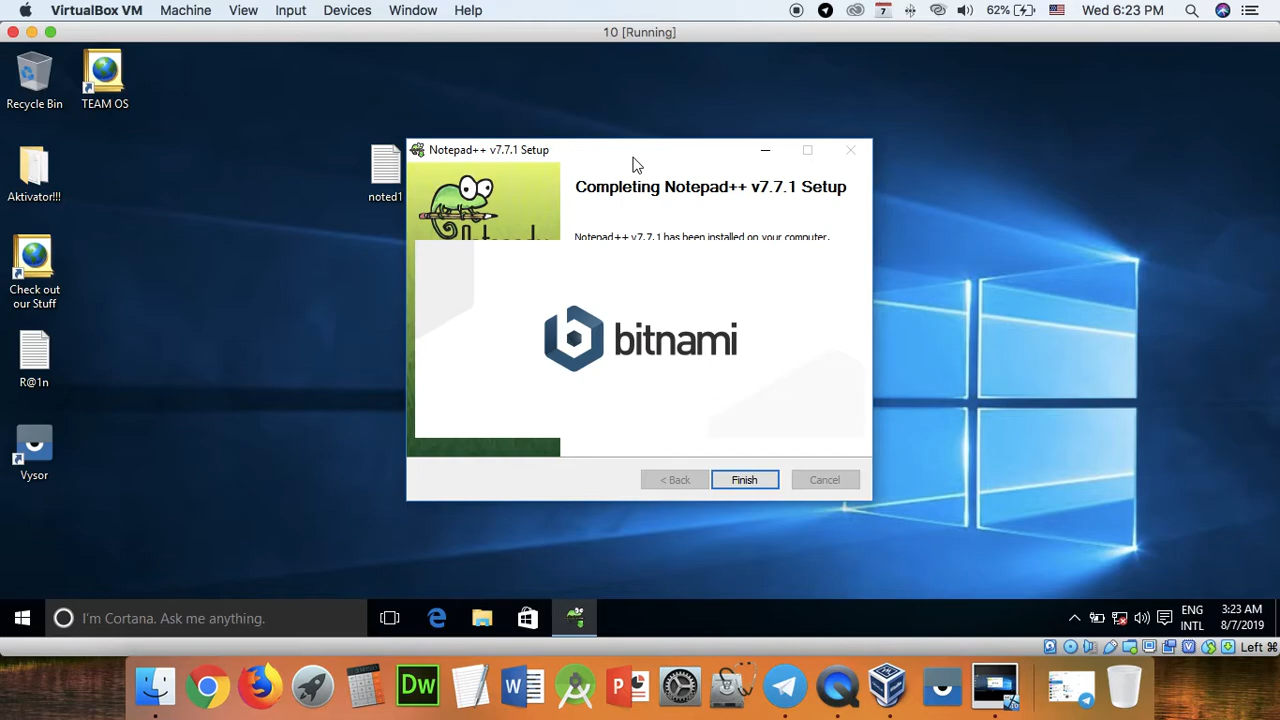 VirtualBox VM Machine View Input Devices Window Help 7 62% Wed 6:23 PM
10 [Running]
Recycle Bin
TEAM OS
Aktivator!!!
noted1
Check out
our Stuff
R@1n
Vysor
Notepad++ v7.7.1 Setup
Completing Notepad++ v7.7.1 Setup
Notepad++ v7.7.1 has been installed on your computer.
bitnami
< Back Finish Cancel
I'm Cortana. Ask me anything.
ENG
INTL
3:23 AM
8/7/2019
Left ⌘
Dw
W
P